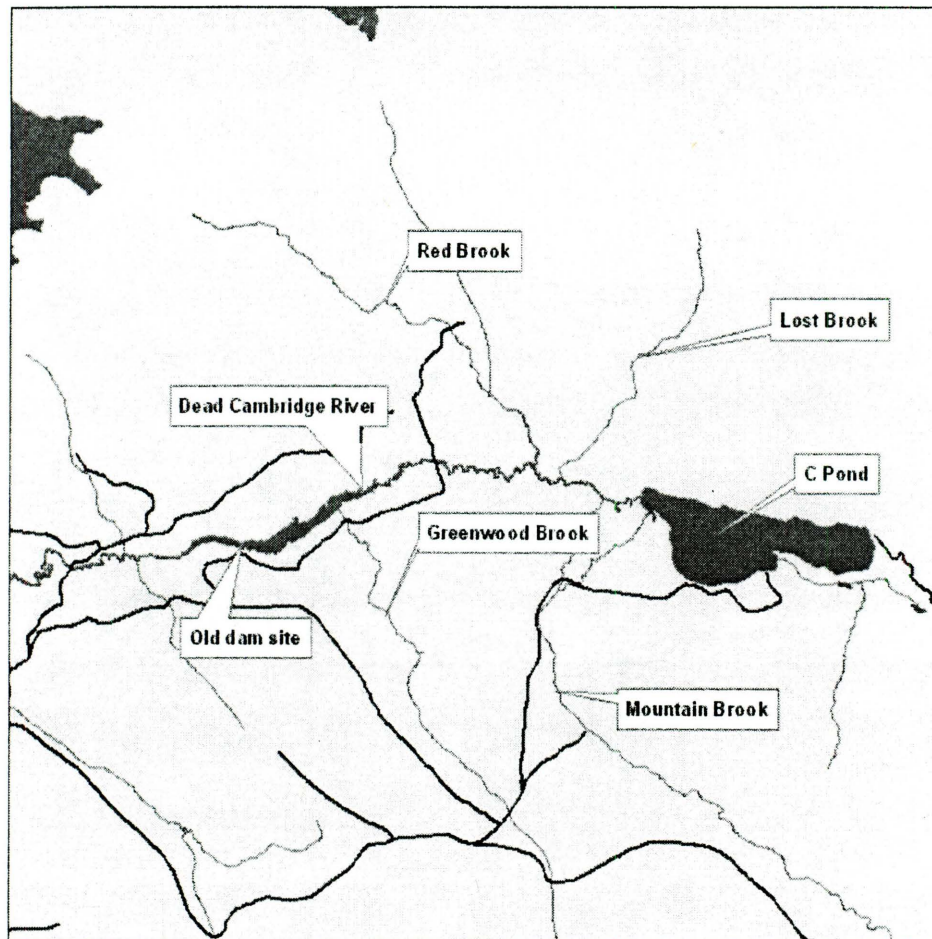 Red Brook
Lost Brook
Dead Cambridge River
C Pond
Greenwood Brook
Old dam site
Mountain Brook